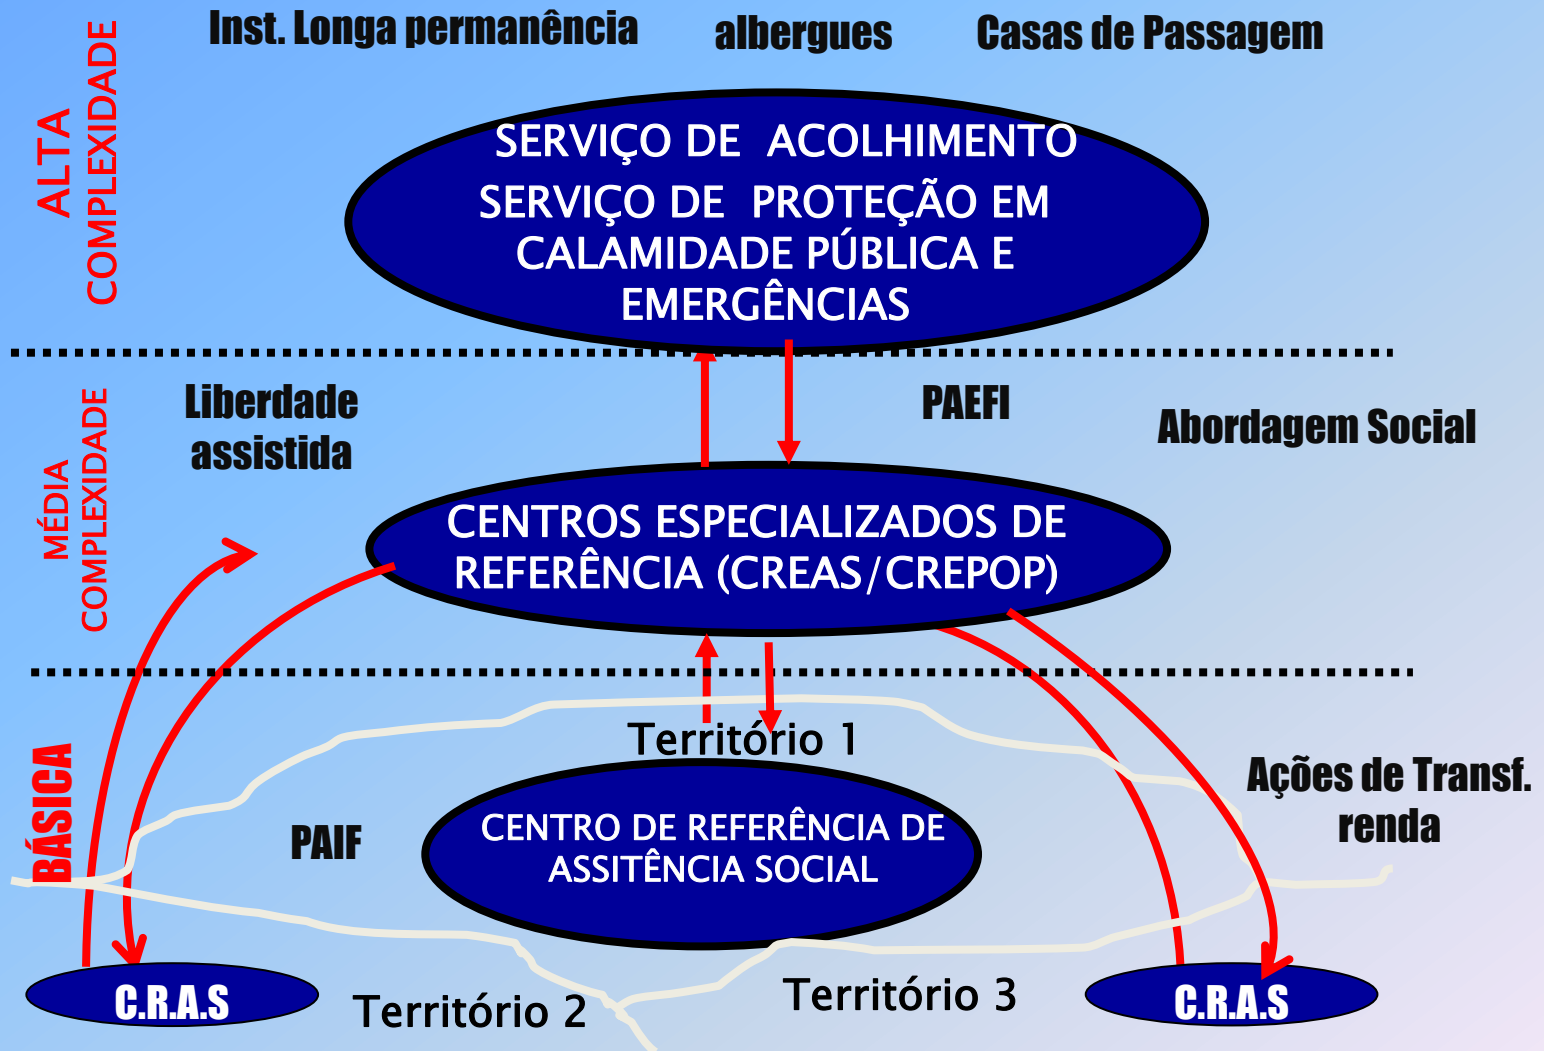 Inst. Longa permanência
albergues
Casas de Passagem
ALTA
COMPLEXIDADE
SERVIÇO DE ACOLHIMENTO
SERVIÇO DE PROTEÇÃO EM
CALAMIDADE PÚBLICA E
EMERGÊNCIAS
MÉDIA
COMPLEXIDADE
Liberdade
assistida
PAEFI
Abordagem Social
CENTROS ESPECIALIZADOS DE
REFERÊNCIA (CREAS/CREPOP)
BÁSICA
Território 1
PAIF
CENTRO DE REFERÊNCIA DE
ASSITÊNCIA SOCIAL
Ações de Transf.
renda
C.R.A.S
Território 2
Território 3
C.R.A.S